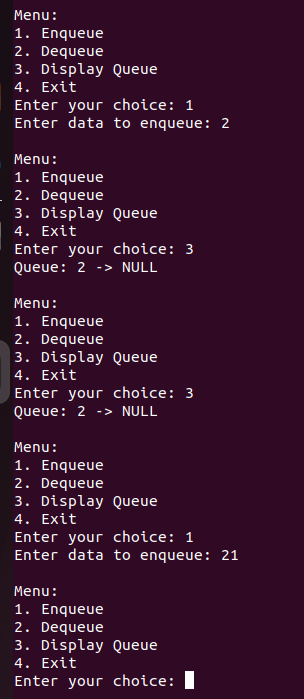 Menu:
1. Enqueue
2. Dequeue
3. Display Queue
4. Exit
Enter your choice: 1
Enter data to enqueue: 2
Menu:
1. Enqueue
2. Dequeue
3. Display Queue
4. Exit
Enter your choice: 3
Queue: 2 -> NULL
Menu:
1. Enqueue
2. Dequeue
3. Display Queue
4. Exit
Enter your choice: 3
Queue: 2 -> NULL
Menu:
1. Enqueue
2. Dequeue
3. Display Queue
4. Exit
Enter your choice: 1
Enter data to enqueue: 21
Menu:
1. Enqueue
2. Dequeue
3. Display Queue
4. Exit
Enter your choice: